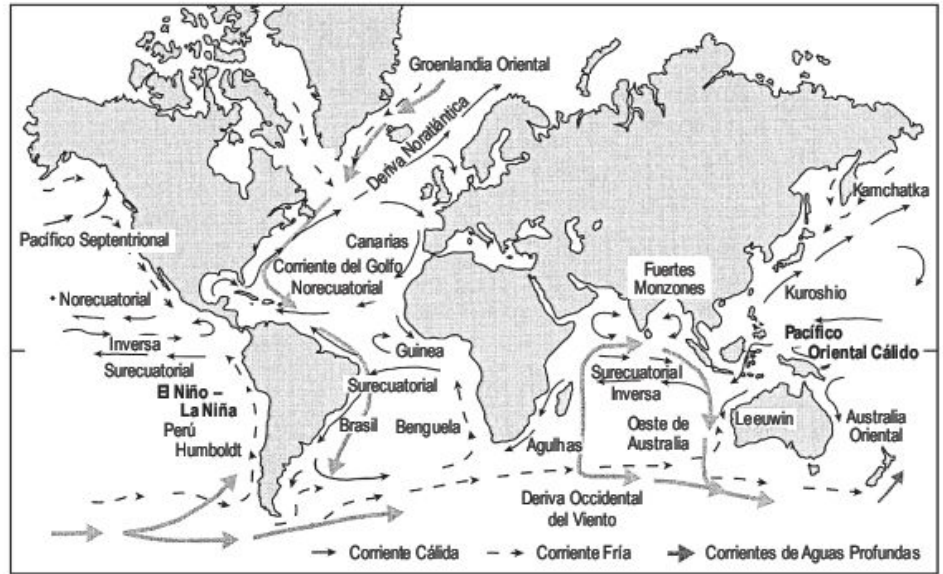 Groenlandia Oriental
Deriva Noratlántica
Kamchatka
Pacífico Septentrional
Canarias
Corriente del Golfo
Norecuatorial
Fuertes
Monzones
Kuroshio
Norecuatorial
Pacífico
Oriental Cálido
Inversa
Guinea
Surecuatorial
Surecuatorial
Surecuatorial
Inversa
El Niño –
La Niña
Perú
Humboldt
Brasil
Benguela
Agulhas
Oeste de
Australia
Leeuwin
Australia
Oriental
Deriva Occidental
del Viento
Corriente Cálida
Corriente Fría
Corrientes de Aguas Profundas